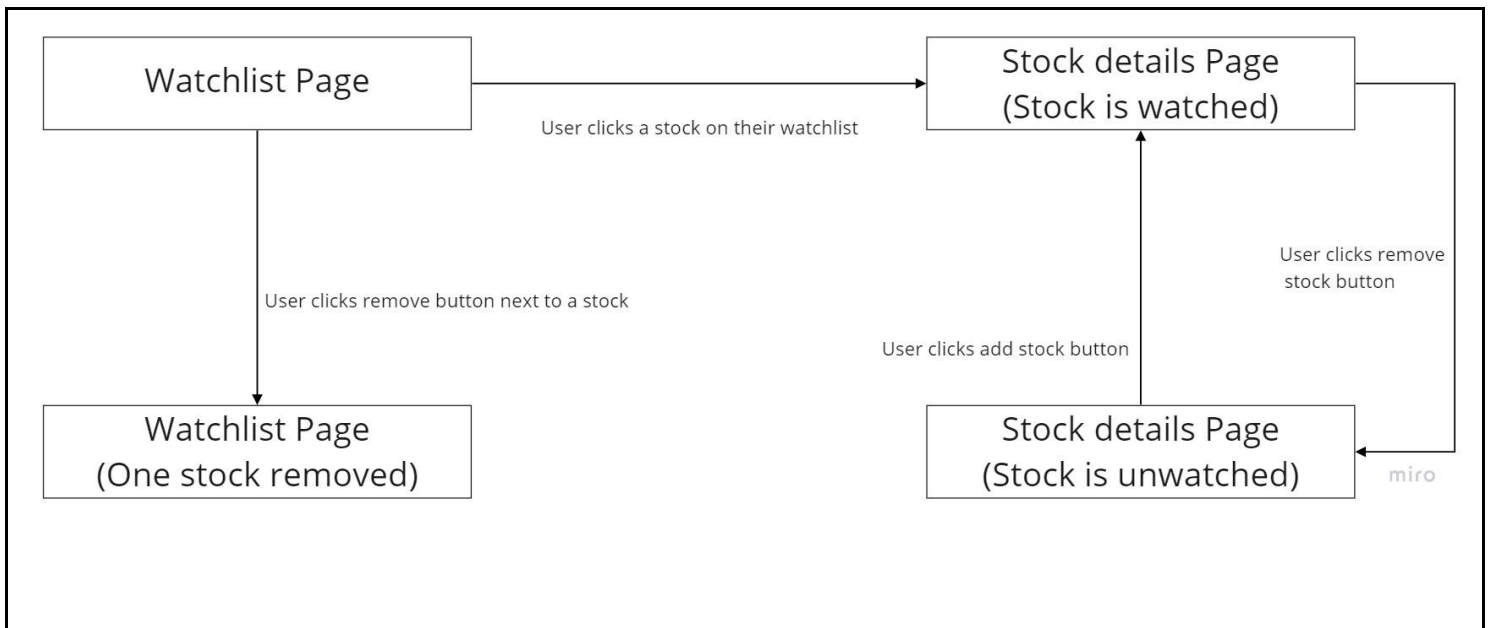 Watchlist Page
Stock details Page
(Stock is watched)
User clicks a stock on their watchlist
User clicks remove
stock button
User clicks remove button next to a stock
User clicks add stock button
Watchlist Page
(One stock removed)
Stock details Page
(Stock is unwatched)
miro